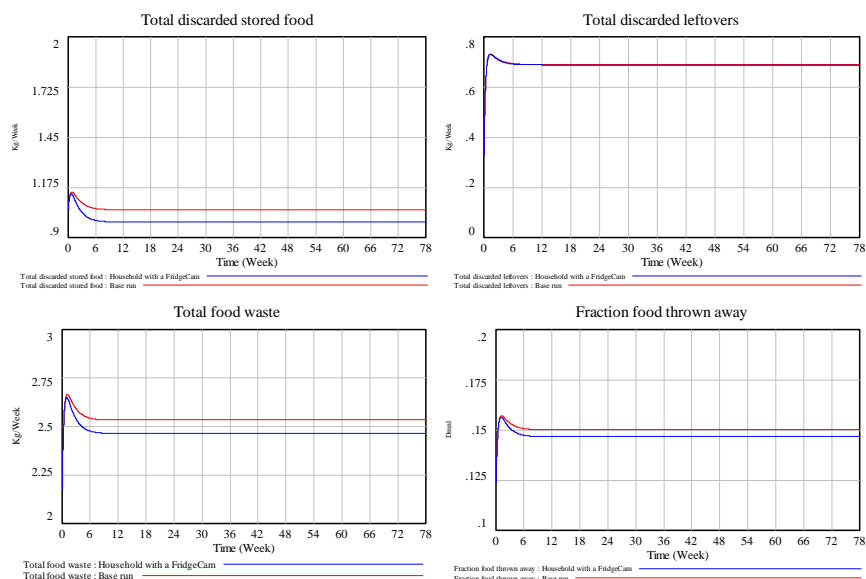 Total discarded stored food
2
1.725
1.45
1.175
.9
Kg/Week
0 6 12 18 24 30 36 42 48 54 60 66 72 78
Time (Week)
Total discarded stored food : Household with a FridgeCam
Total discarded stored food : Base run
Total discarded leftovers
.8
.6
.4
.2
0
Kg/Week
0 6 12 18 24 30 36 42 48 54 60 66 72 78
Time (Week)
Total discarded leftovers : Household with a FridgeCam
Total discarded leftovers : Base run
Total food waste
3
2.75
2.5
2.25
2
Kg/Week
0 6 12 18 24 30 36 42 48 54 60 66 72 78
Time (Week)
Total food waste : Household with a FridgeCam
Total food waste : Base run
Fraction food thrown away
.2
.175
.15
.125
.1
Dmnl
0 6 12 18 24 30 36 42 48 54 60 66 72 78
Time (Week)
Fraction food thrown away : Household with a FridgeCam
Fraction food thrown away : Base run